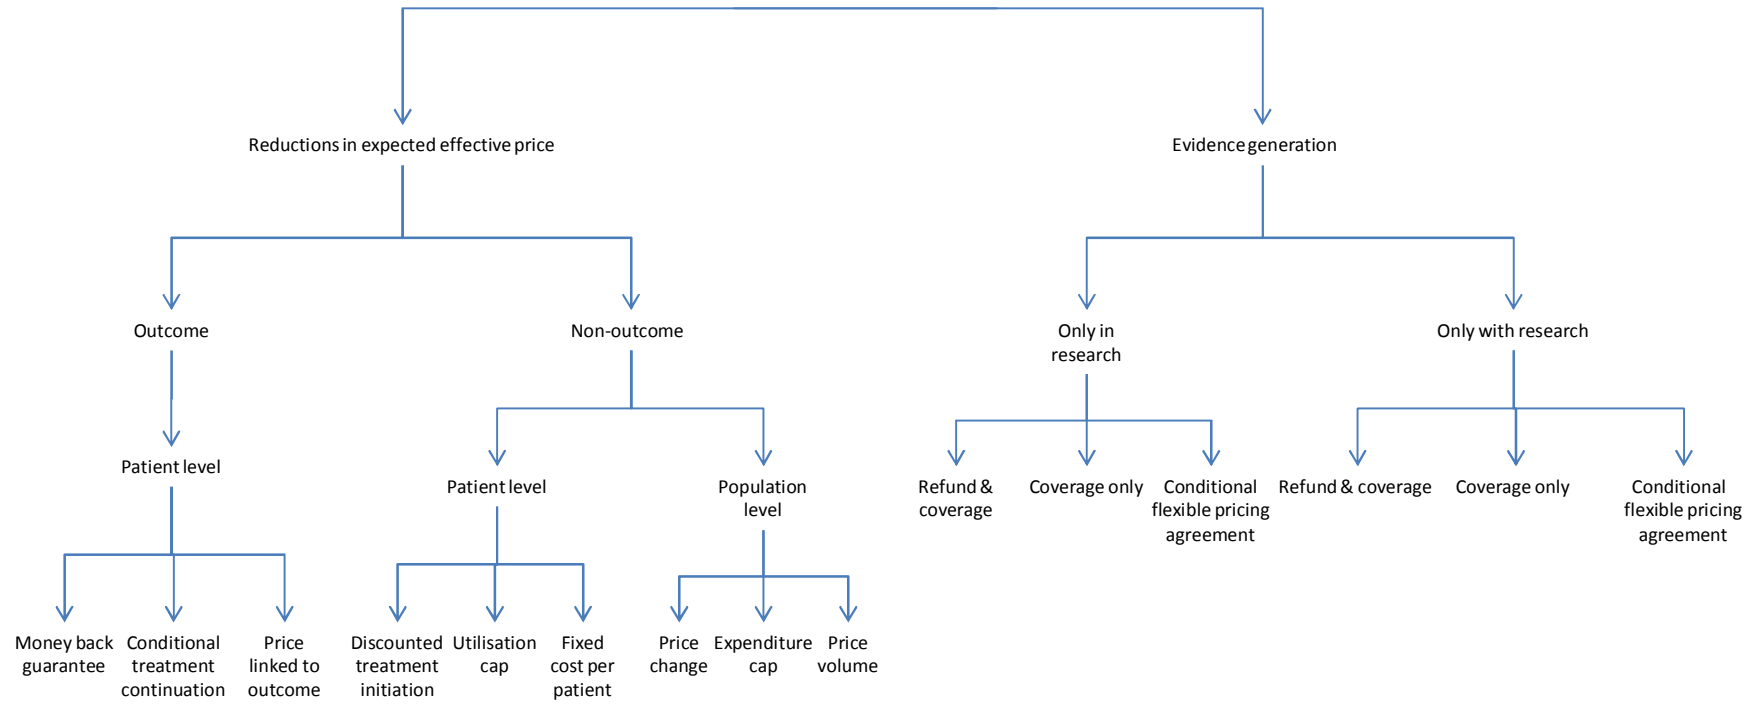 Reductions in expected effective price
Evidence generation
Outcome
Non-outcome
Only in
research
Only with research
Patient level
Patient level
Population
level
Refund &
coverage
Coverage only
Conditional
flexible pricing
agreement
Refund & coverage
Coverage only
Conditional
flexible pricing
agreement
Money back
guarantee
Conditional
treatment
continuation
Price
linked to
outcome
Discounted
treatment
initiation
Utilisation
cap
Fixed
cost per
patient
Price
change
Expenditure
cap
Price
volume